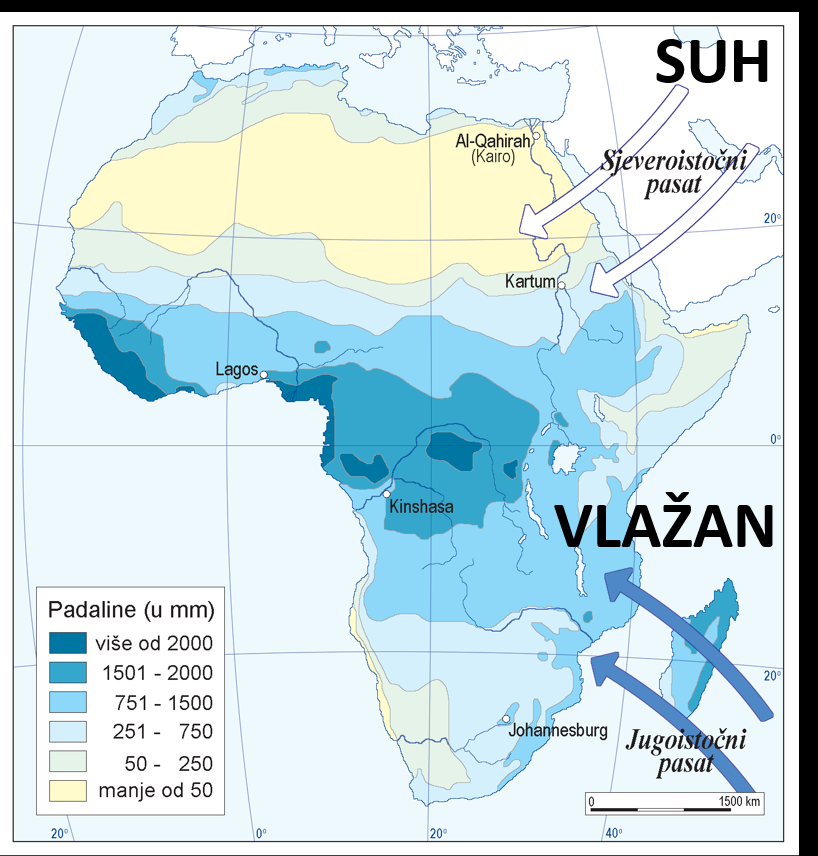 SUH
Al-Qahirah
(Kairo)
Sjeveroistočni
pasat
20°
Kartum
Lagos
0°
Kinshasa
VLAŽAN
Padaline (u mm)
više od 2000
1501 - 2000
751 - 1500
251 - 750
50 - 250
manje od 50
20°
Johannesburg
Jugoistočni
pasat
0 1500 km
20° 0° 20° 40°